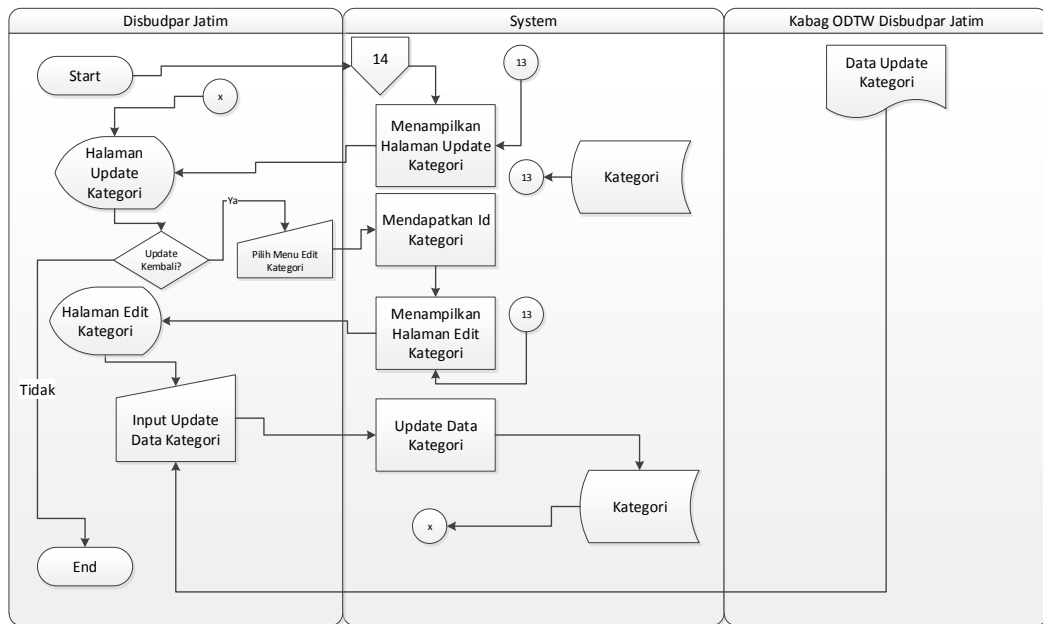 Disbudpar Jatim
System
Kabag ODTW Disbudpar Jatim
Start
14
13
Data Update
Kategori
x
Menampilkan
Halaman Update
Kategori
Halaman
Update
Kategori
13
Kategori
Ya
Mendapatkan Id
Kategori
Update
Kembali?
Pilih Menu Edit
Kategori
Halaman Edit
Kategori
Menampilkan
Halaman Edit
Kategori
13
Tidak
Input Update
Data Kategori
Update Data
Kategori
Kategori
x
End